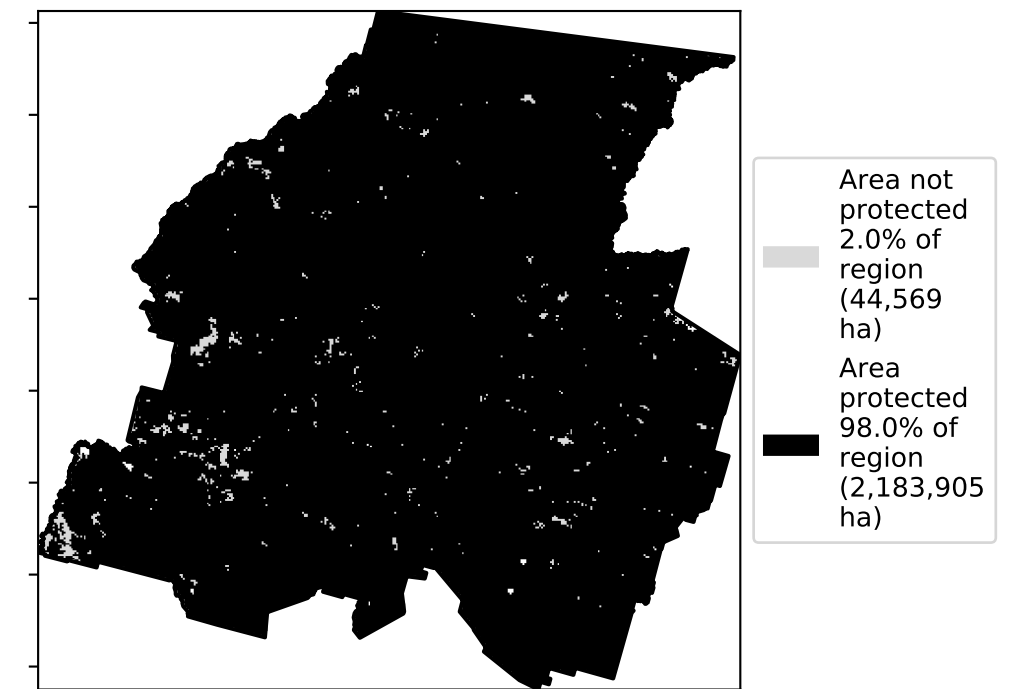 Area not
protected
2.0% of
region
(44,569
ha)
Area
protected
98.0% of
region
(2,183,905
ha)